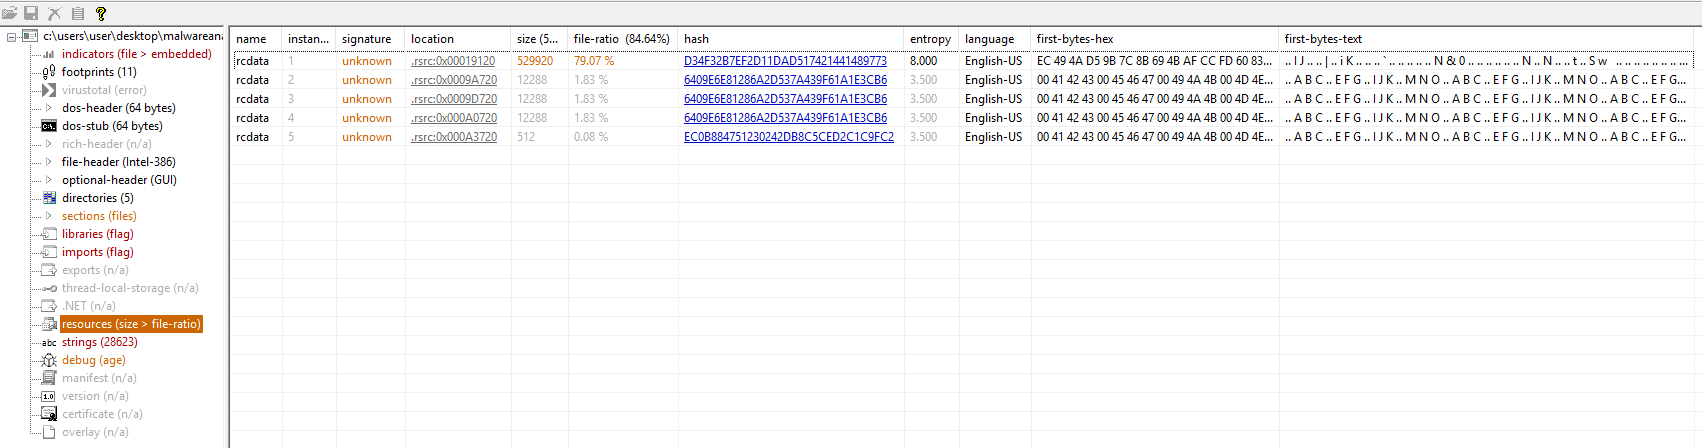 c:\users\user\desktop\malwareana
indicators (file > embedded)
footprints (11)
virustotal (error)
dos-header (64 bytes)
dos-stub (64 bytes)
rich-header (n/a)
file-header (Intel-386)
optional-header (GUI)
directories (5)
sections (files)
libraries (flag)
imports (flag)
exports (n/a)
thread-local-storage (n/a)
.NET (n/a)
resources (size > file-ratio)
abc strings (28623)
debug (age)
manifest (n/a)
1.0 version (n/a)
certificate (n/a)
overlay (n/a)
name instan... signature location size (5... file-ratio (84.64%) hash entropy language first-bytes-hex first-bytes-text
rcdata 1 unknown .rsrc:0x00019120 529920 79.07 % D34F32B7EF2D11DAD517421441489773 8.000 English-US EC 49 4A D5 9B 7C 8B 69 4B AF CC FD 60 83... .. I J .. .. | .. i K .. .. .. ` .. .. .. .. .. N & 0 .. .. .. .. .. .. N .. N .. .. t .. S w .. .. .. .. .. .. .. ..
rcdata 2 unknown .rsrc:0x0009A720 12288 1.83 % 6409E6E81286A2D537A439F61A1E3CB6 3.500 English-US 00 41 42 43 00 45 46 47 00 49 4A 4B 00 4D 4E... .. A B C .. E F G .. I J K .. M N O .. A B C .. E F G .. I J K .. M N O .. A B C .. E F G...
rcdata 3 unknown .rsrc:0x0009D720 12288 1.83 % 6409E6E81286A2D537A439F61A1E3CB6 3.500 English-US 00 41 42 43 00 45 46 47 00 49 4A 4B 00 4D 4E... .. A B C .. E F G .. I J K .. M N O .. A B C .. E F G .. I J K .. M N O .. A B C .. E F G...
rcdata 4 unknown .rsrc:0x000A0720 12288 1.83 % 6409E6E81286A2D537A439F61A1E3CB6 3.500 English-US 00 41 42 43 00 45 46 47 00 49 4A 4B 00 4D 4E... .. A B C .. E F G .. I J K .. M N O .. A B C .. E F G .. I J K .. M N O .. A B C .. E F G...
rcdata 5 unknown .rsrc:0x000A3720 512 0.08 % EC0B884751230242DB8C5CED2C1C9FC2 3.500 English-US 00 41 42 43 00 45 46 47 00 49 4A 4B 00 4D 4E... .. A B C .. E F G .. I J K .. M N O .. A B C .. E F G .. I J K .. M N O .. A B C .. E F G...